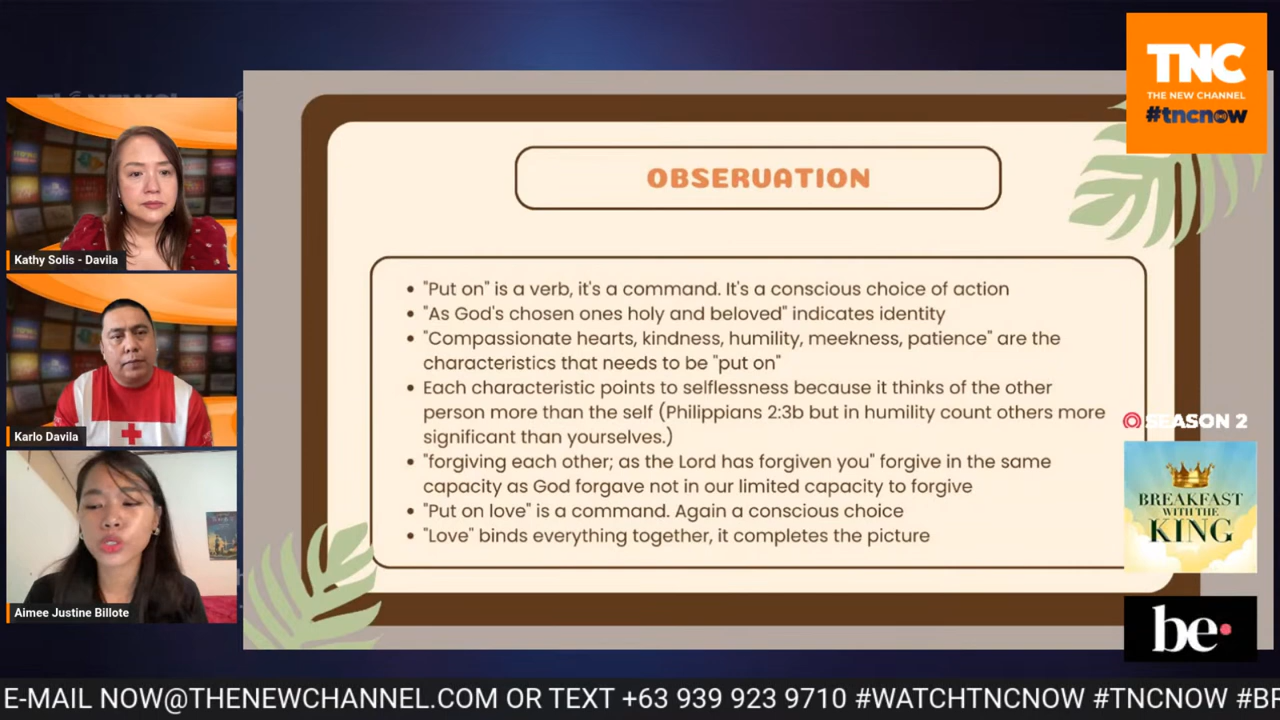 TNC
THE NEW CHANNEL
#tncnow
OBSERVATION
"Put on" is a verb, it's a command. It's a conscious choice of action
"As God's chosen ones holy and beloved" indicates identity
"Compassionate hearts, kindness, humility, meekness, patience" are the
characteristics that needs to be "put on"
Each characteristic points to selflessness because it thinks of the other
person more than the self (Philippians 2:3b but in humility count others more
significant than yourselves.)
"forgiving each other; as the Lord has forgiven you" forgive in the same
capacity as God forgave not in our limited capacity to forgive
"Put on love" is a command. Again a conscious choice
"Love" binds everything together, it completes the picture
Kathy Solis - Davila
Karlo Davila
Aimee Justine Billote
SEASON 2
BREAKFAST
WITH THE
KING
be
E-MAIL NOW@THENEWCHANNEL.COM OR TEXT +63 939 923 9710 #WATCHTNCNOW #TNCNOW